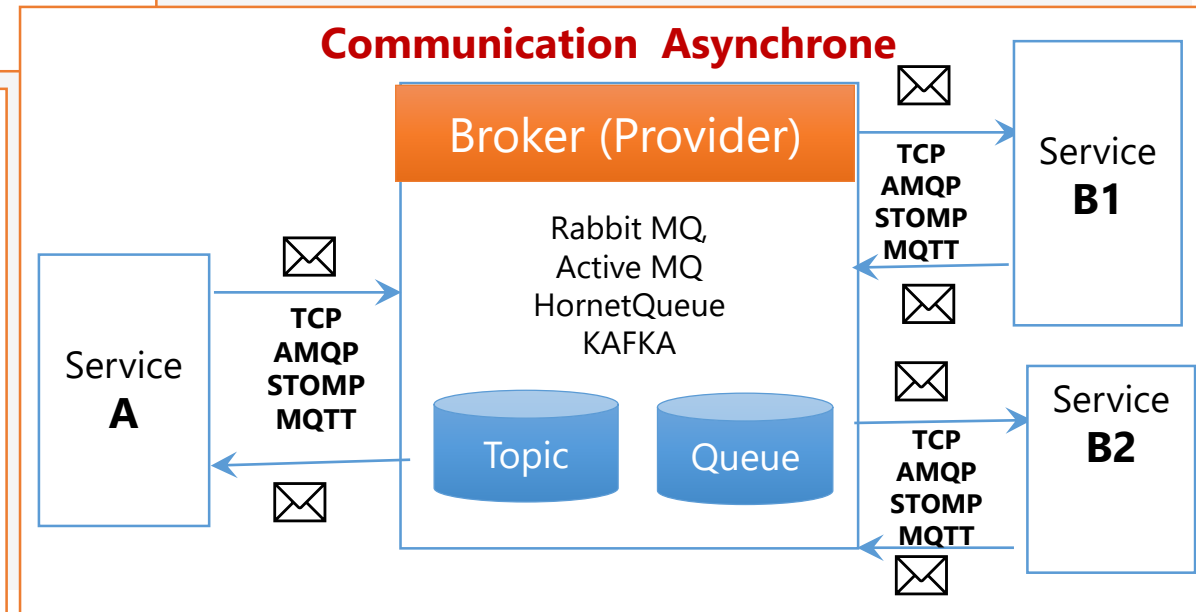 Communication Asynchrone
Broker (Provider)
Rabbit MQ,
Active MQ
HornetQueue
KAFKA
Topic
Queue
Service
A
TCP
AMQP
STOMP
MQTT
TCP
AMQP
STOMP
MQTT
Service
B1
TCP
AMQP
STOMP
MQTT
Service
B2